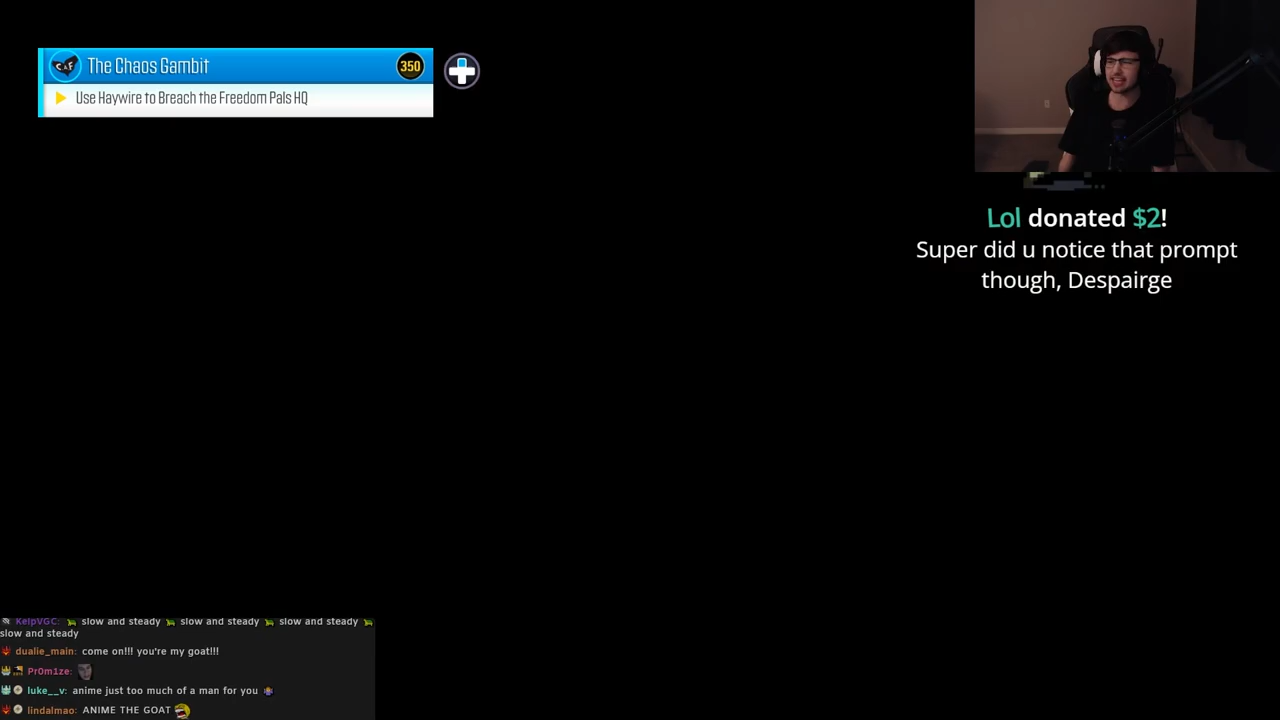 The Chaos Gambit
350
Use Haywire to Breach the Freedom Pals HQ
Lol donated $2!
Super did u notice that prompt
though, Despairge
KelpVGC: slow and steady slow and steady slow and steady
slow and steady
dualie_main: come on!!! you're my goat!!!
Pr0m1ze:
luke__v: anime just too much of a man for you
lindalmao: ANIME THE GOAT